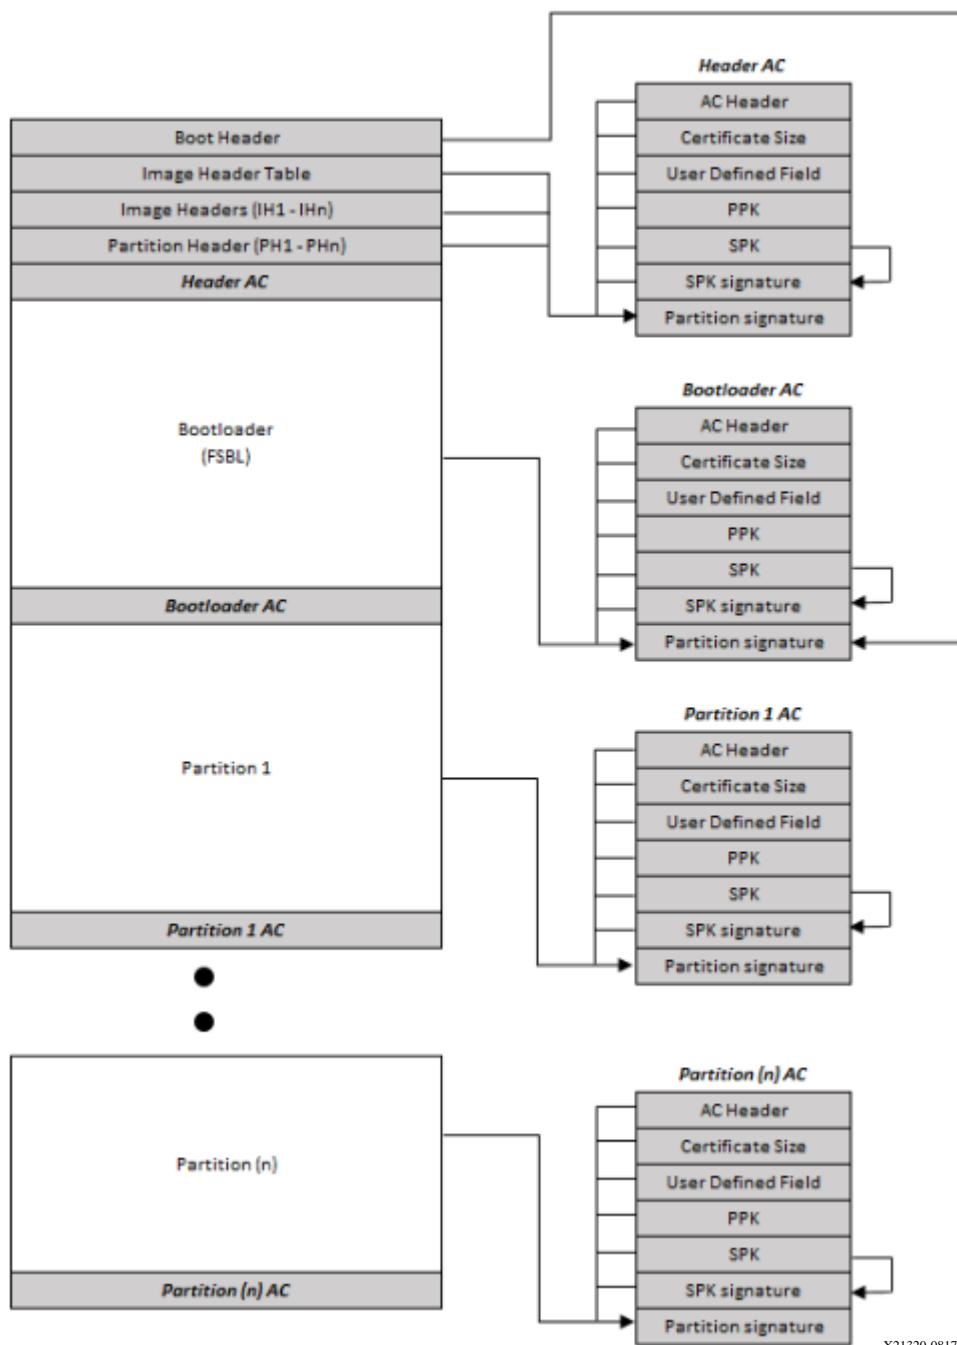 Boot Header
Image Header Table
Image Headers (IH1 - IHn)
Partition Header (PH1 - PHn)
Header AC
Bootloader
(FSBL)
Bootloader AC
Partition 1
Partition 1 AC
Partition (n)
Partition (n) AC
Header AC
AC Header
Certificate Size
User Defined Field
PPK
SPK
SPK signature
Partition signature
Bootloader AC
AC Header
Certificate Size
User Defined Field
PPK
SPK
SPK signature
Partition signature
Partition 1 AC
AC Header
Certificate Size
User Defined Field
PPK
SPK
SPK signature
Partition signature
Partition (n) AC
AC Header
Certificate Size
User Defined Field
PPK
SPK
SPK signature
Partition signature